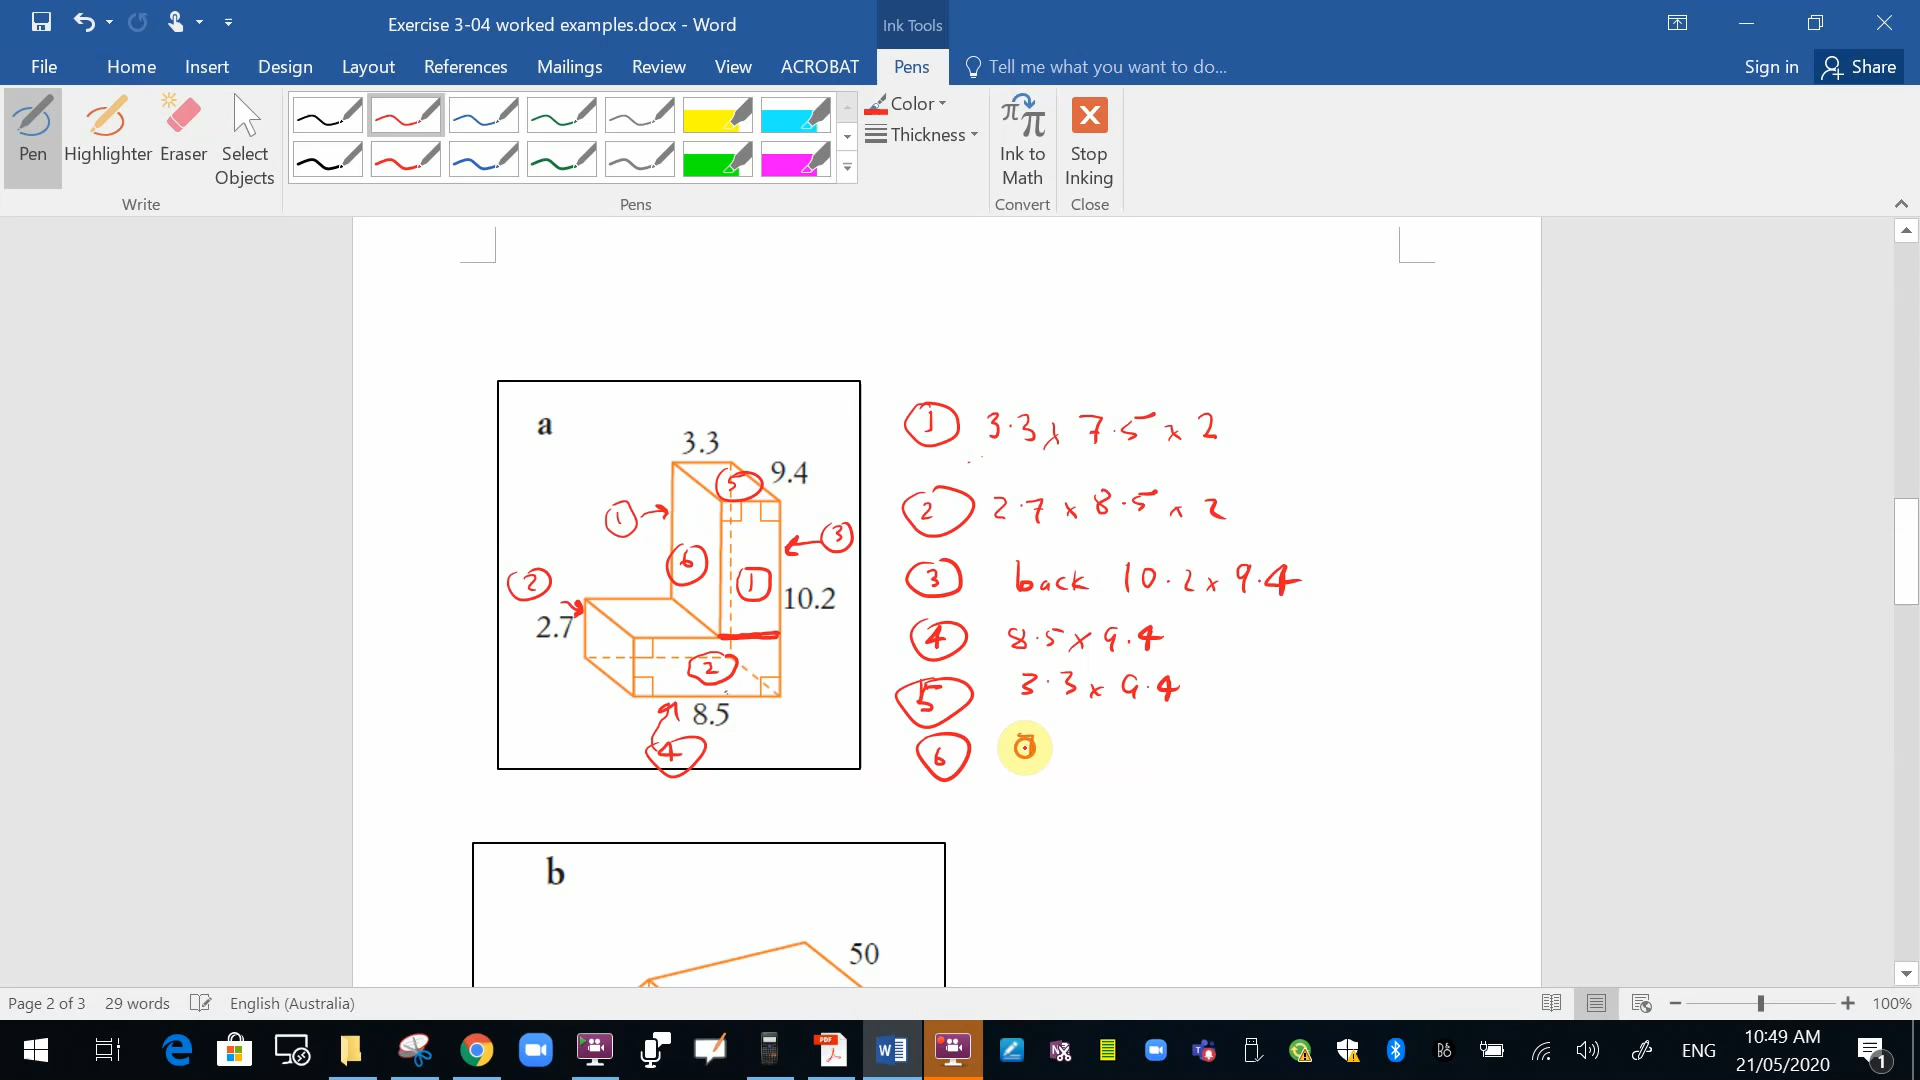 Exercise 3-04 worked examples.docx - Word
Ink Tools
File Home Insert Design Layout References Mailings Review View ACROBAT Pens Tell me what you want to do... Sign in Share
Pen Highlighter Eraser Select Objects
Color
Thickness
Ink to Math
Stop Inking
Write Pens Convert Close
a
3.3
9.4
5
1
3
6
2
1
10.2
2.7
2
8.5
4
1 3.3 x 7.5 x 2
2 2.7 x 8.5 x 2
3 back 10.2 x 9.4
4 8.5 x 9.4
5 3.3 x 9.4
6
b
50
Page 2 of 3 29 words English (Australia) 100%
PDF
ENG
10:49 AM
21/05/2020
1